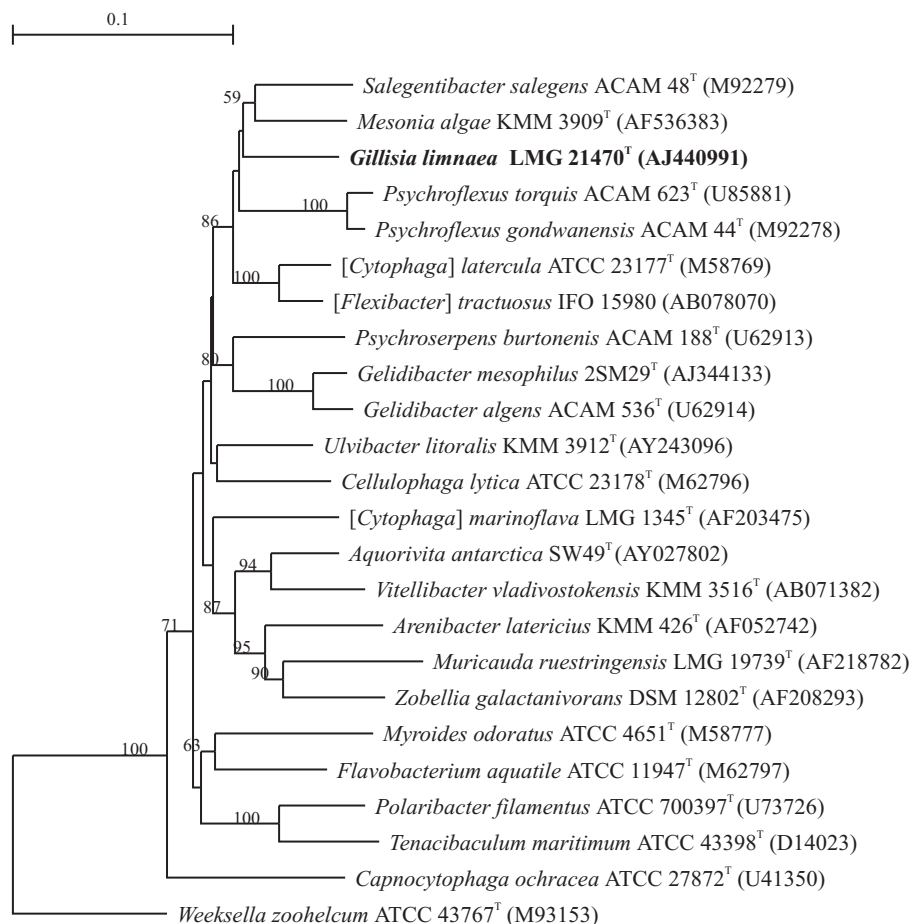 0.1
59
Salegentibacter salegens ACAM 48T (M92279)
Mesonia algae KMM 3909T (AF536383)
Gillisia limnaea LMG 21470T (AJ440991)
Psychroflexus torquis ACAM 623T (U85881)
100
Psychroflexus gondwanensis ACAM 44T (M92278)
86
[Cytophaga] latercula ATCC 23177T (M58769)
100
[Flexibacter] tractuosus IFO 15980 (AB078070)
Psychroserpens burtonenis ACAM 188T (U62913)
80
Gelidibacter mesophilus 2SM29T (AJ344133)
100
Gelidibacter algens ACAM 536T (U62914)
Ulvibacter litoralis KMM 3912T (AY243096)
Cellulophaga lytica ATCC 23178T (M62796)
[Cytophaga] marinoflava LMG 1345T (AF203475)
Aquorivita antarctica SW49T (AY027802)
94
Vitellibacter vladivostokensis KMM 3516T (AB071382)
87
Arenibacter latericius KMM 426T (AF052742)
71
95
Muricauda ruestringensis LMG 19739T (AF218782)
90
Zobellia galactanivorans DSM 12802T (AF208293)
Myroides odoratus ATCC 4651T (M58777)
63
100
Flavobacterium aquatile ATCC 11947T (M62797)
Polaribacter filamentus ATCC 700397T (U73726)
100
Tenacibaculum maritimum ATCC 43398T (D14023)
Capnocytophaga ochracea ATCC 27872T (U41350)
Weeksella zoohelcum ATCC 43767T (M93153)